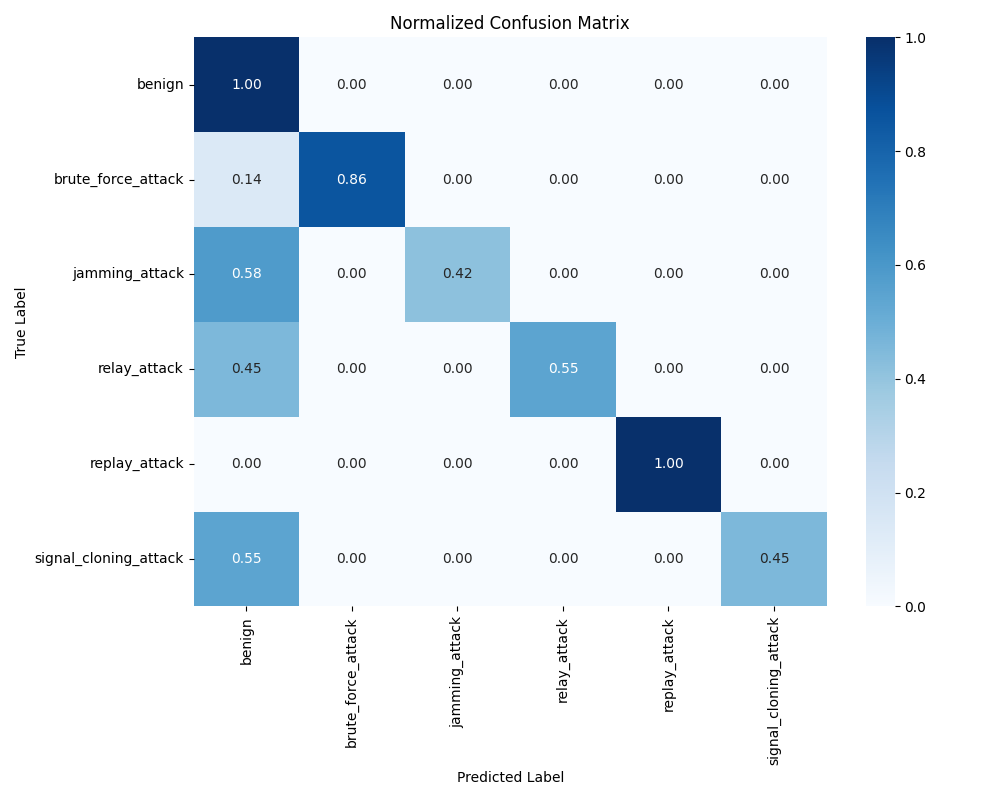 Normalized Confusion Matrix
True Label
benign 1.00 0.00 0.00 0.00 0.00 0.00
brute_force_attack 0.14 0.86 0.00 0.00 0.00 0.00
jamming_attack 0.58 0.00 0.42 0.00 0.00 0.00
relay_attack 0.45 0.00 0.00 0.55 0.00 0.00
replay_attack 0.00 0.00 0.00 0.00 1.00 0.00
signal_cloning_attack 0.55 0.00 0.00 0.00 0.00 0.45
benign
brute_force_attack
jamming_attack
relay_attack
replay_attack
signal_cloning_attack
Predicted Label
1.0
0.8
0.6
0.4
0.2
0.0